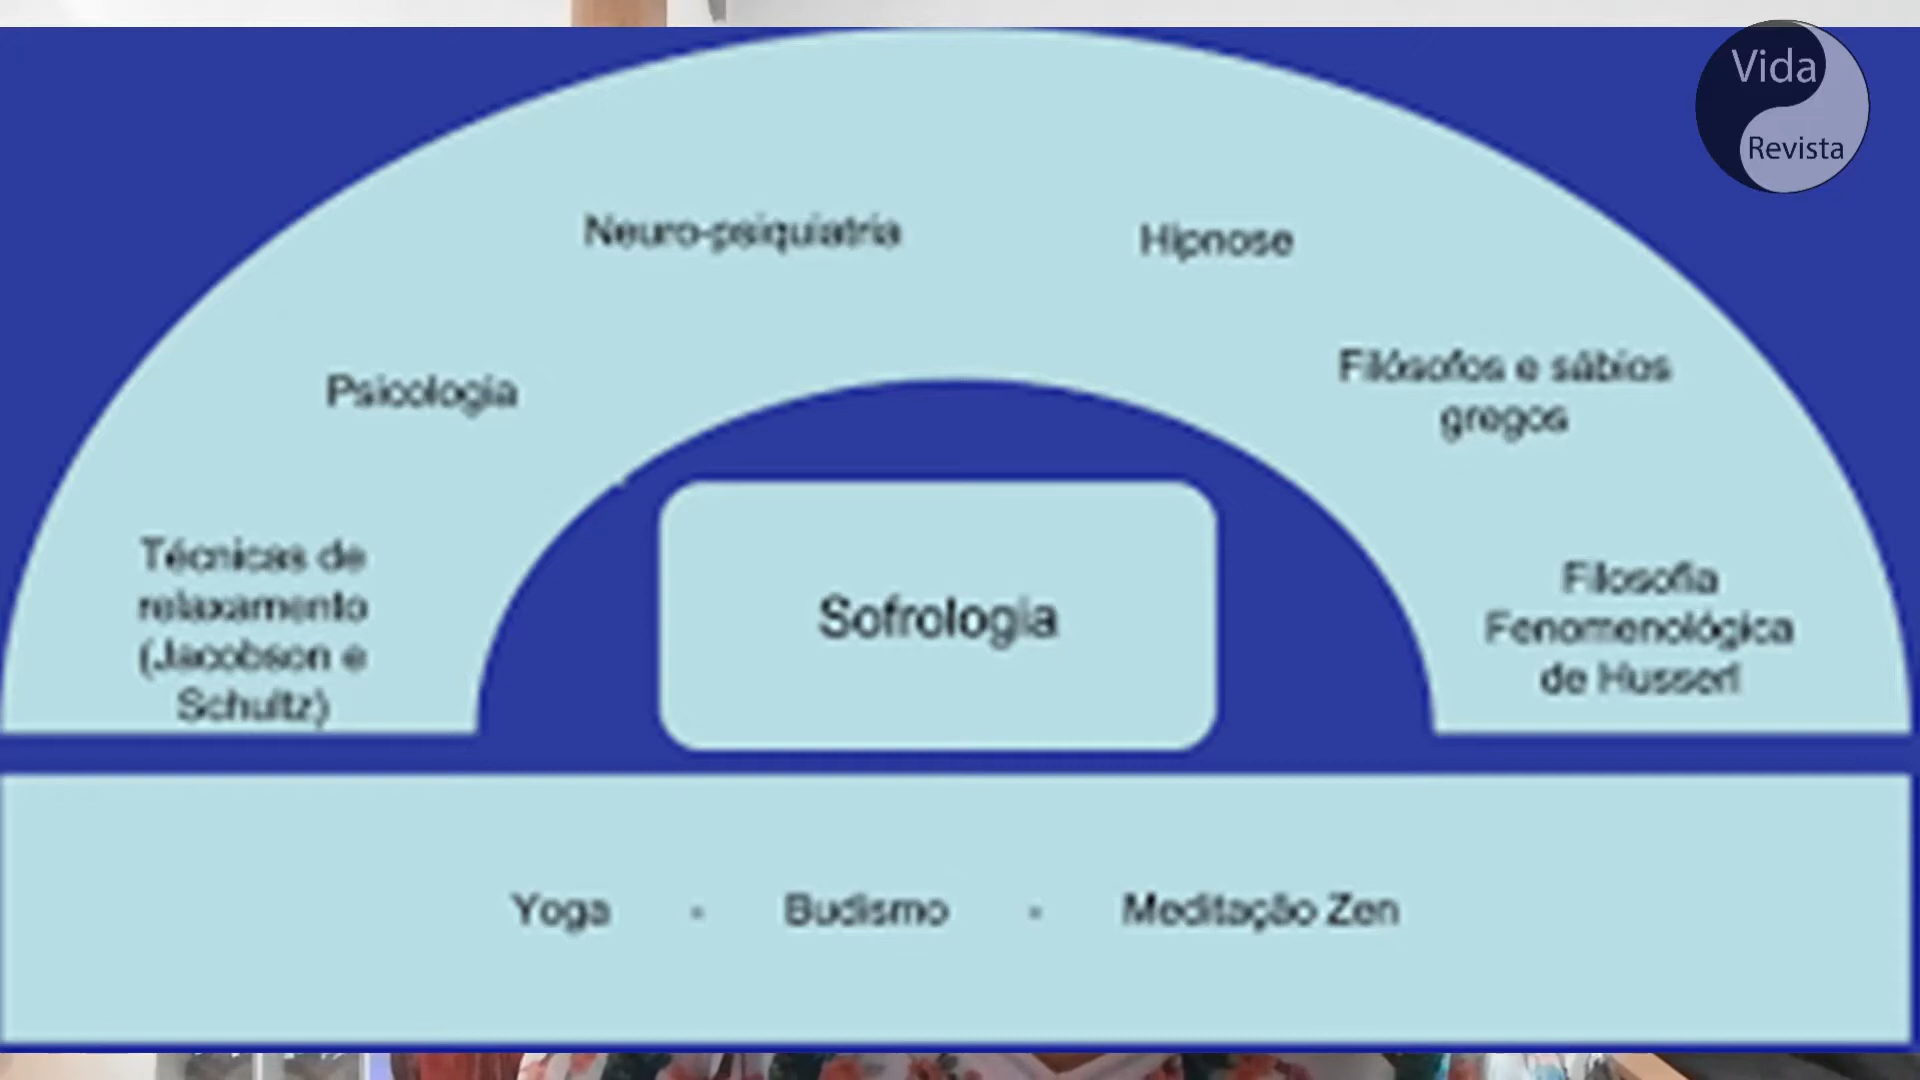 Vida
Revista
Neuro-psiquiatria
Hipnose
Psicologia
Filósofos e sábios
gregos
Técnicas de
relaxamento
(Jacobson e
Schultz)
Sofrologia
Filosofia
Fenomenológica
de Husserl
Yoga - Budismo - Meditação Zen